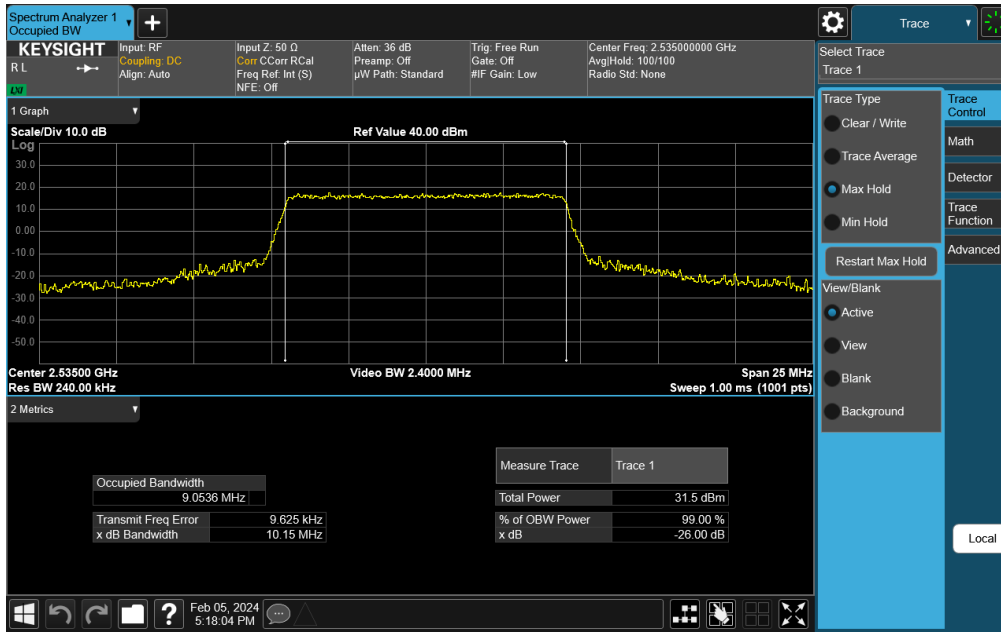 Spectrum Analyzer 1
Occupied BW
Trace
KEYSIGHT
R L
LXI
Input: RF
Coupling: DC
Align: Auto
Input Z: 50 Ω
Corr CCorr RCal
Freq Ref: Int (S)
NFE: Off
Atten: 36 dB
Preamp: Off
µW Path: Standard
Trig: Free Run
Gate: Off
#IF Gain: Low
Center Freq: 2.535000000 GHz
Avg|Hold: 100/100
Radio Std: None
Select Trace
Trace 1
1 Graph
Scale/Div 10.0 dB
Ref Value 40.00 dBm
Log
30.0
20.0
10.0
0.00
-10.0
-20.0
-30.0
-40.0
-50.0
Center 2.53500 GHz
Video BW 2.4000 MHz
Span 25 MHz
Res BW 240.00 kHz
Sweep 1.00 ms (1001 pts)
Trace Type
Clear / Write
Trace Average
Max Hold
Min Hold
Restart Max Hold
View/Blank
Active
View
Blank
Background
Trace
Control
Math
Detector
Trace
Function
Advanced
Local
2 Metrics
Occupied Bandwidth
9.0536 MHz
Transmit Freq Error 9.625 kHz
x dB Bandwidth 10.15 MHz
Measure Trace Trace 1
Total Power 31.5 dBm
% of OBW Power 99.00 %
x dB -26.00 dB
?
Feb 05, 2024
5:18:04 PM